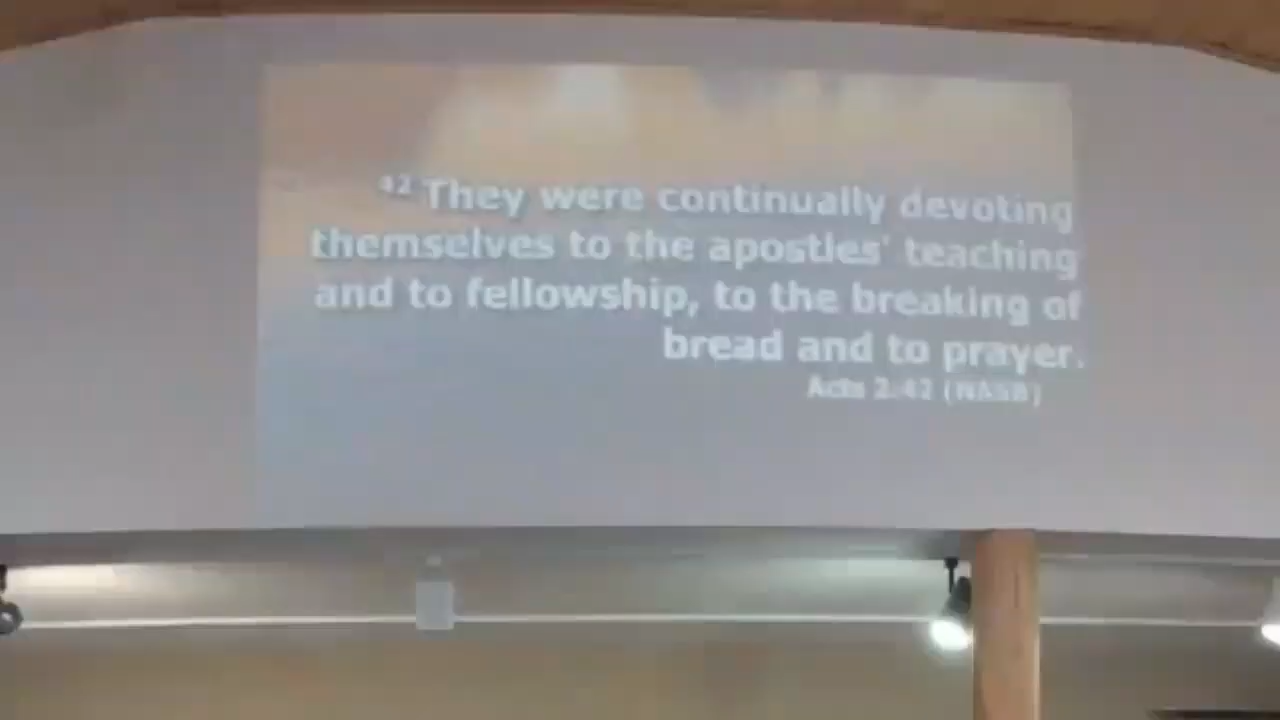 42 They were continually devoting
themselves to the apostles' teaching
and to fellowship, to the breaking of
bread and to prayer.
Acts 2:42 (NASB)